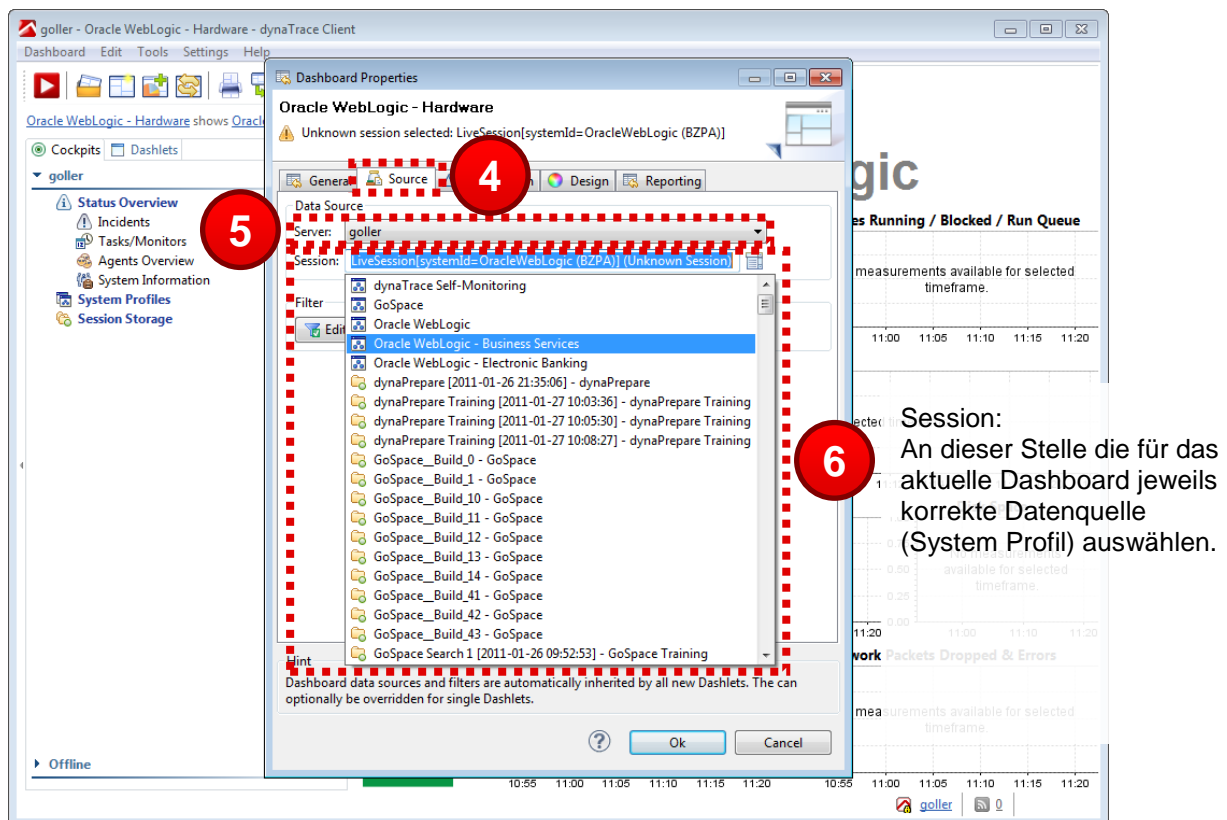 goller - Oracle WebLogic - Hardware - dynaTrace Client
Dashboard Edit Tools Settings Help
Oracle WebLogic - Hardware shows Oracl
Cockpits Dashlets
goller
Status Overview
Incidents
Tasks/Monitors
Agents Overview
System Information
System Profiles
Session Storage
Offline
Dashboard Properties
Oracle WebLogic - Hardware
Unknown session selected: LiveSession[systemId=OracleWebLogic (BZPA)]
General Source Design Reporting
4
5
Data Source
Server: goller
Session: LiveSession[systemId=OracleWebLogic (BZPA)] (Unknown Session)
Filter
Edi
dynaTrace Self-Monitoring
GoSpace
Oracle WebLogic
Oracle WebLogic - Business Services
Oracle WebLogic - Electronic Banking
dynaPrepare [2011-01-26 21:35:06] - dynaPrepare
dynaPrepare Training [2011-01-27 10:03:36] - dynaPrepare Training
dynaPrepare Training [2011-01-27 10:05:30] - dynaPrepare Training
dynaPrepare Training [2011-01-27 10:08:27] - dynaPrepare Training
GoSpace__Build_0 - GoSpace
GoSpace__Build_1 - GoSpace
GoSpace__Build_10 - GoSpace
GoSpace__Build_11 - GoSpace
GoSpace__Build_12 - GoSpace
GoSpace__Build_13 - GoSpace
GoSpace__Build_14 - GoSpace
GoSpace__Build_41 - GoSpace
GoSpace__Build_42 - GoSpace
GoSpace__Build_43 - GoSpace
GoSpace Search 1 [2011-01-26 09:52:53] - GoSpace Training
Hint
Dashboard data sources and filters are automatically inherited by all new Dashlets. The can
optionally be overridden for single Dashlets.
Ok Cancel
gic
es Running / Blocked / Run Queue
measurements available for selected
timeframe.
11:00 11:05 11:10 11:15 11:20
6
Session:
An dieser Stelle die für das
aktuelle Dashboard jeweils
korrekte Datenquelle
(System Profil) auswählen.
available for selected
timeframe.
0.50
0.25
0.00
11:20 11:00 11:10 11:20
work Packets Dropped & Errors
measurements available for selected
timeframe.
10:55 11:00 11:05 11:10 11:15 11:20 10:55 11:00 11:05 11:10 11:15 11:20
goller 0